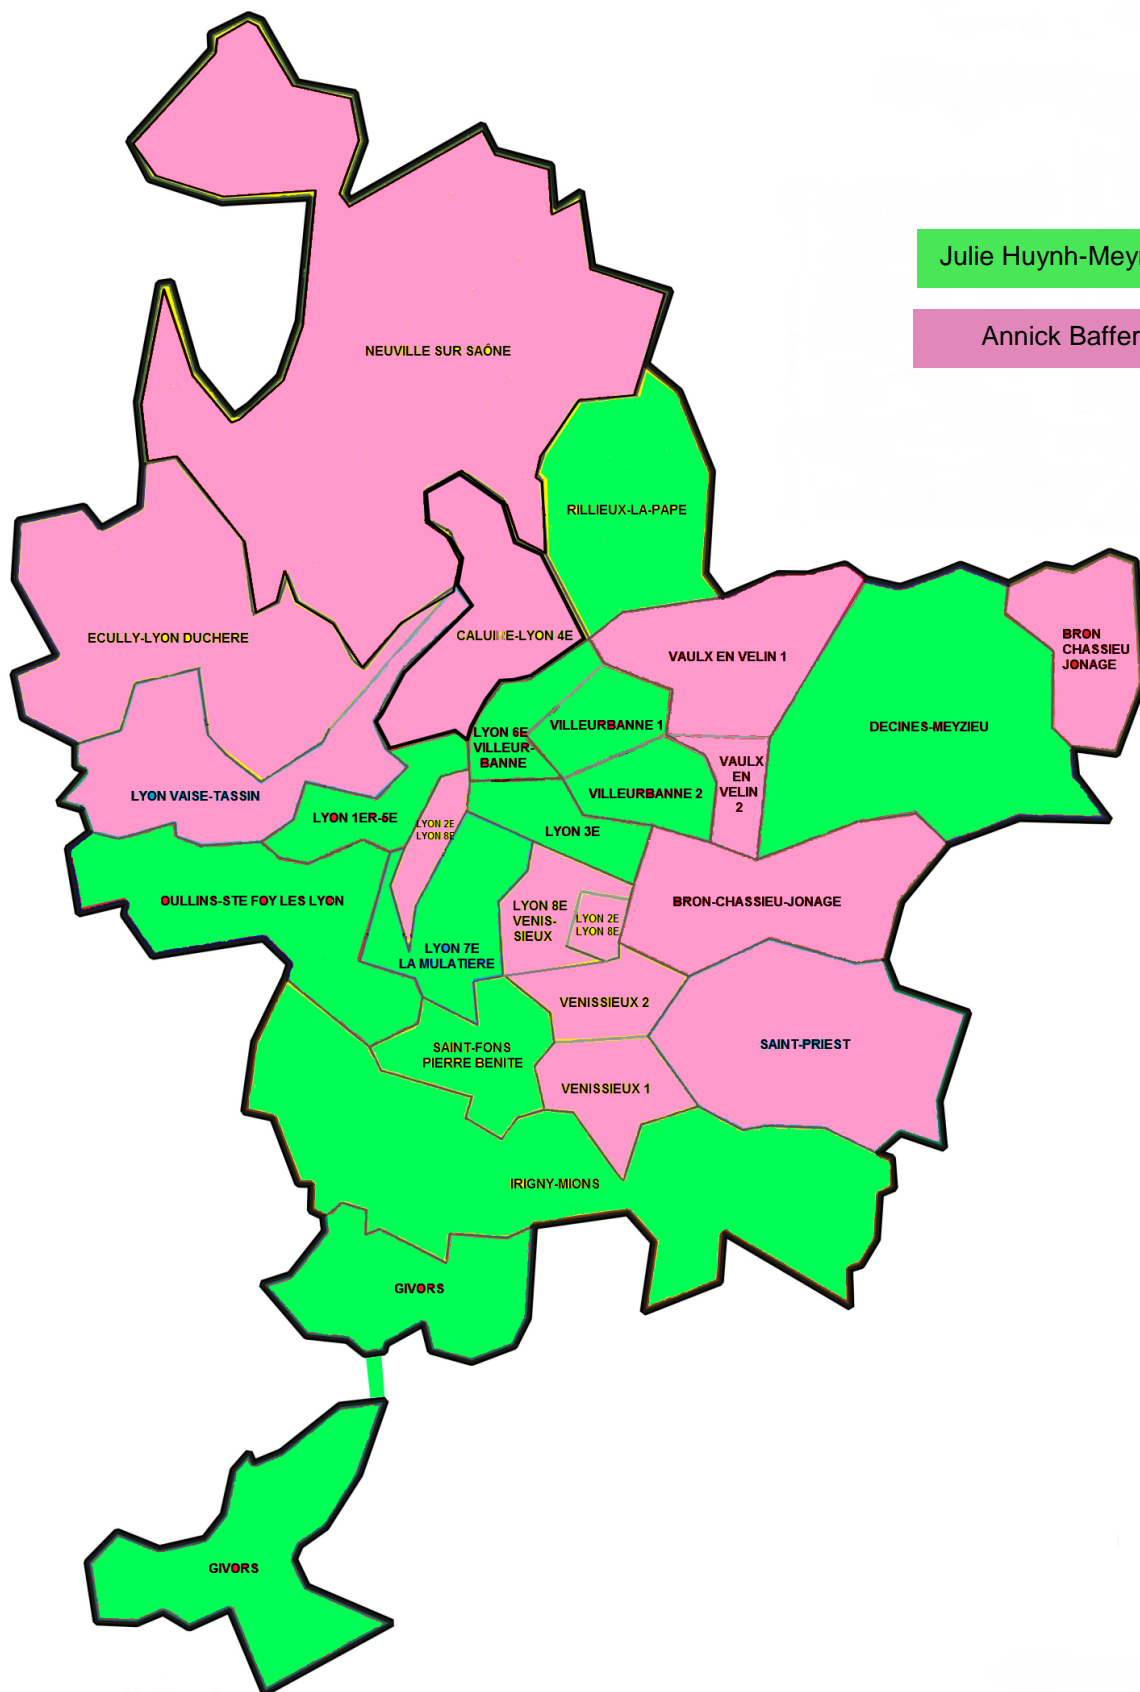 Julie Huynh-Mey
Annick Baffer
NEUVILLE SUR SAÔNE
RILLIEUX-LA-PAPE
ECULLY-LYON DUCHERE
CALUIRE-LYON 4E
VAULX EN VELIN 1
BRON
CHASSIEU
JONAGE
DECINES-MEYZIEU
LYON 6E
VILLEUR-
BANNE
VILLEURBANNE 1
VAULX
EN
VELIN
2
VILLEURBANNE 2
LYON VAISE-TASSIN
LYON 1ER-5E
LYON 2E
LYON 8E
LYON 3E
OULLINS-STE FOY LES LYON
LYON 8E
VENIS-
SIEUX
LYON 2E
LYON 8E
BRON-CHASSIEU-JONAGE
LYON 7E
LA MULATIERE
VENISSIEUX 2
SAINT-FONS
PIERRE BENITE
SAINT-PRIEST
VENISSIEUX 1
IRIGNY-MIONS
GIVORS
GIVORS